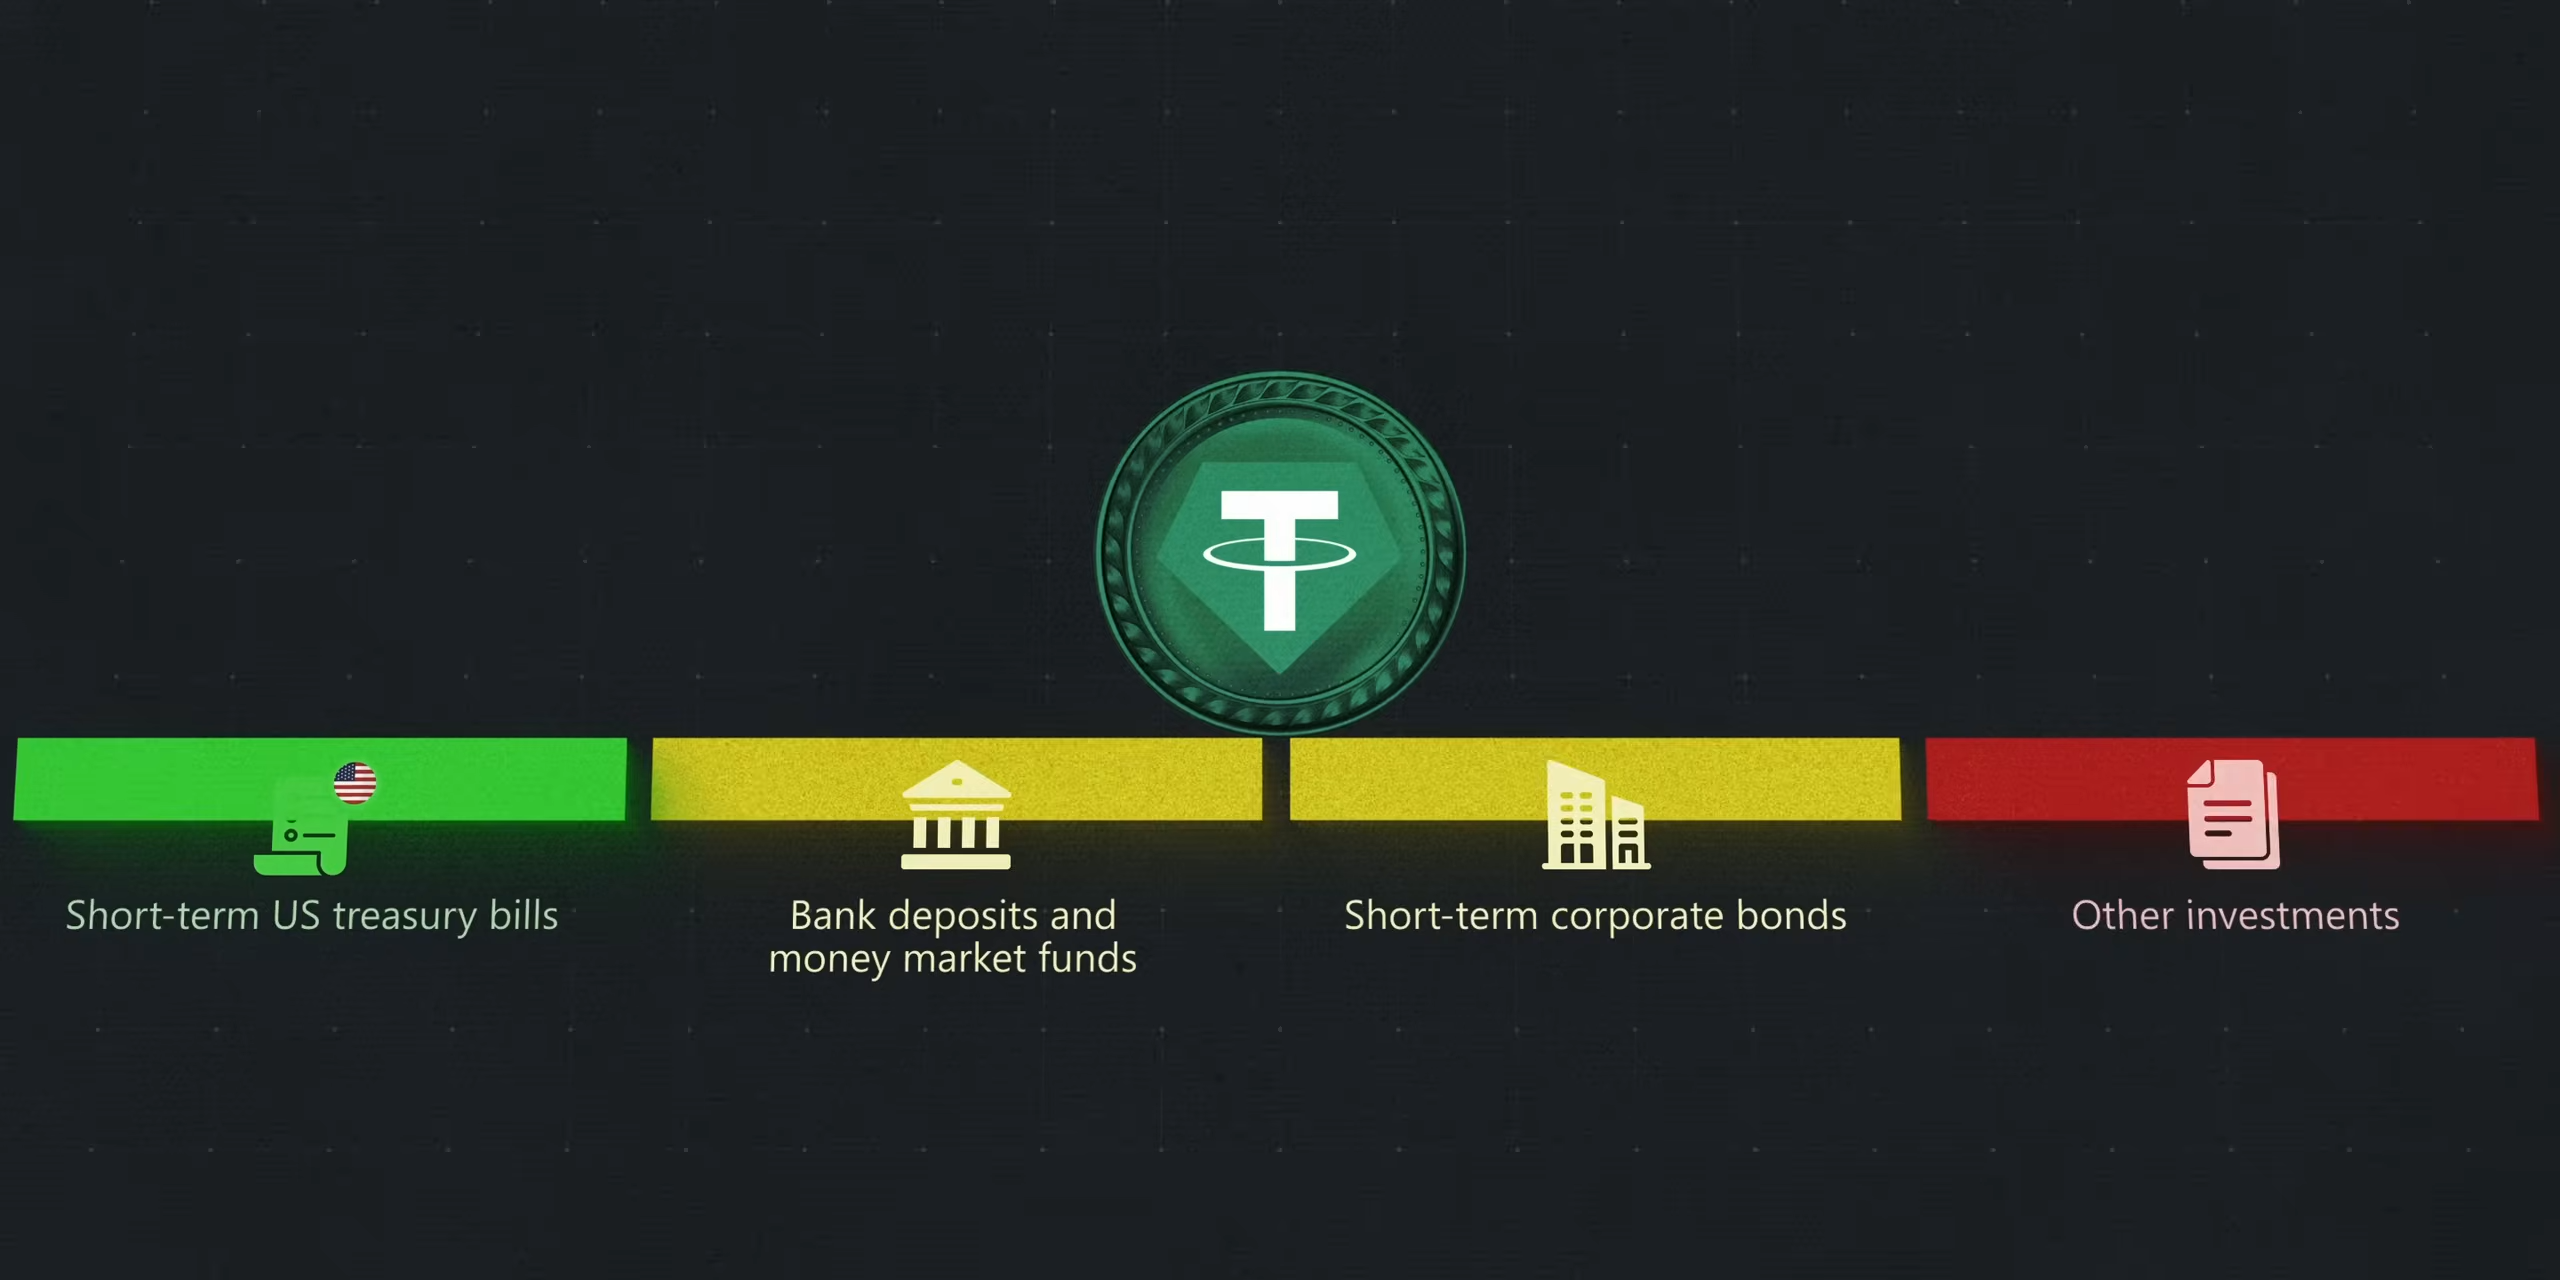 Short-term US treasury bills
Bank deposits and
money market funds
Short-term corporate bonds
Other investments